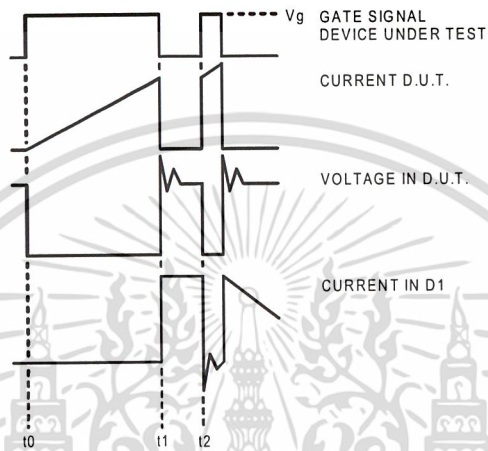 Vg GATE SIGNAL
DEVICE UNDER TEST
CURRENT D.U.T.
VOLTAGE IN D.U.T.
CURRENT IN D1
t0 t1 t2